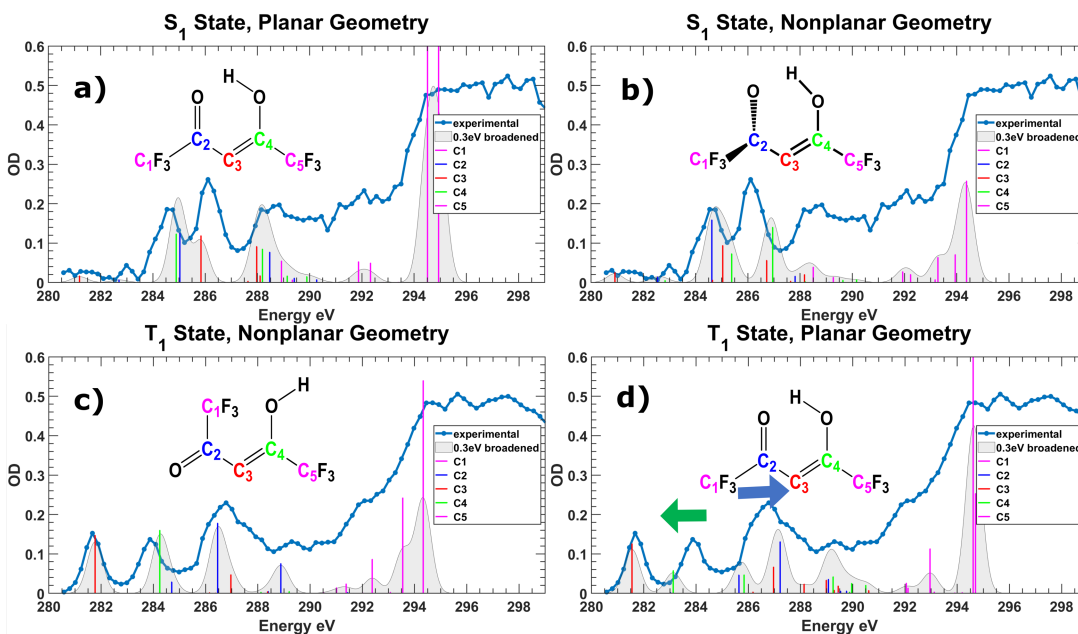 S1 State, Planar Geometry
a)
H
O O
C2 C4
C1F3 C3 C5F3
experimental
0.3eV broadened
C1
C2
C3
C4
C5
OD
0 0.1 0.2 0.3 0.4 0.5 0.6
280 282 284 286 288 290 292 294 296 298
Energy eV
S1 State, Nonplanar Geometry
b)
H
O O
C2 C4
C1F3 C3 C5F3
experimental
0.3eV broadened
C1
C2
C3
C4
C5
OD
0 0.1 0.2 0.3 0.4 0.5 0.6
280 282 284 286 288 290 292 294 296 298
Energy eV
T1 State, Nonplanar Geometry
c)
H
C1F3 O
C2 C4
O C3 C5F3
experimental
0.3eV broadened
C1
C2
C3
C4
C5
OD
0 0.1 0.2 0.3 0.4 0.5 0.6
280 282 284 286 288 290 292 294 296 298
Energy eV
T1 State, Planar Geometry
d)
H
O O
C2 C4
C1F3 C3 C5F3
experimental
0.3eV broadened
C1
C2
C3
C4
C5
OD
0 0.1 0.2 0.3 0.4 0.5 0.6
280 282 284 286 288 290 292 294 296 298
Energy eV